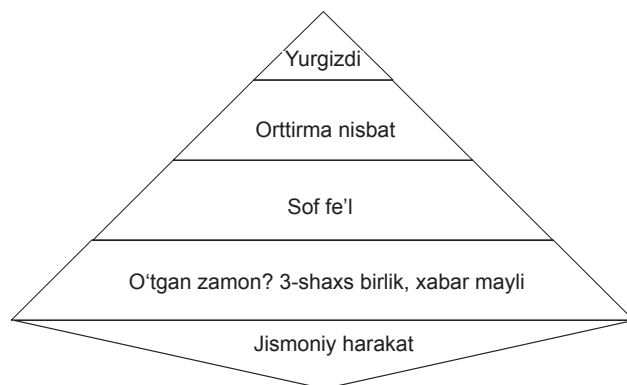 Yurgizdi
Orttirma nisbat
Sof fe’l
O‘tgan zamon? 3-shaxs birlik, xabar mayli
Jismoniy harakat